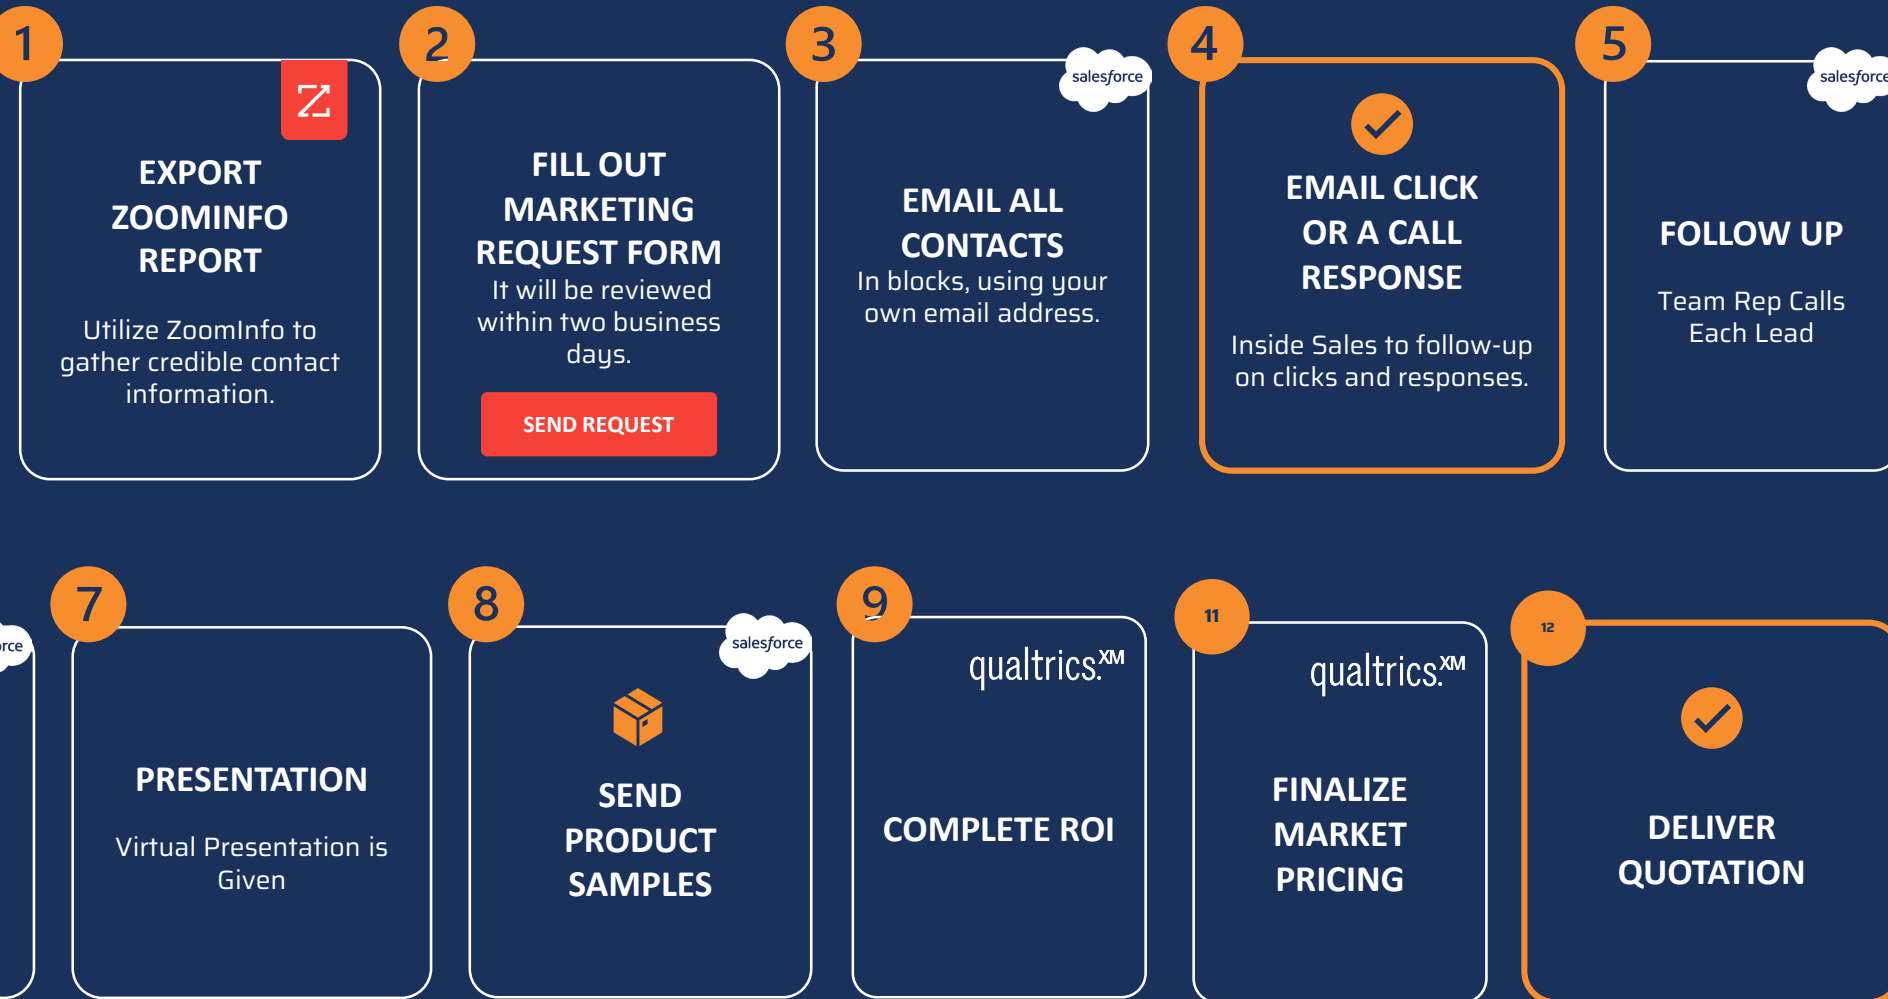 1
EXPORT
ZOOMINFO
REPORT
Utilize ZoomInfo to
gather credible contact
information.
2
FILL OUT
MARKETING
REQUEST FORM
It will be reviewed
within two business
days.
SEND REQUEST
3
salesforce
EMAIL ALL
CONTACTS
In blocks, using your
own email address.
4
EMAIL CLICK
OR A CALL
RESPONSE
Inside Sales to follow-up
on clicks and responses.
5
salesforce
FOLLOW UP
Team Rep Calls
Each Lead
rce
7
PRESENTATION
Virtual Presentation is
Given
8
salesforce
SEND
PRODUCT
SAMPLES
9
qualtrics.XM
COMPLETE ROI
11
qualtrics.XM
FINALIZE
MARKET
PRICING
12
DELIVER
QUOTATION